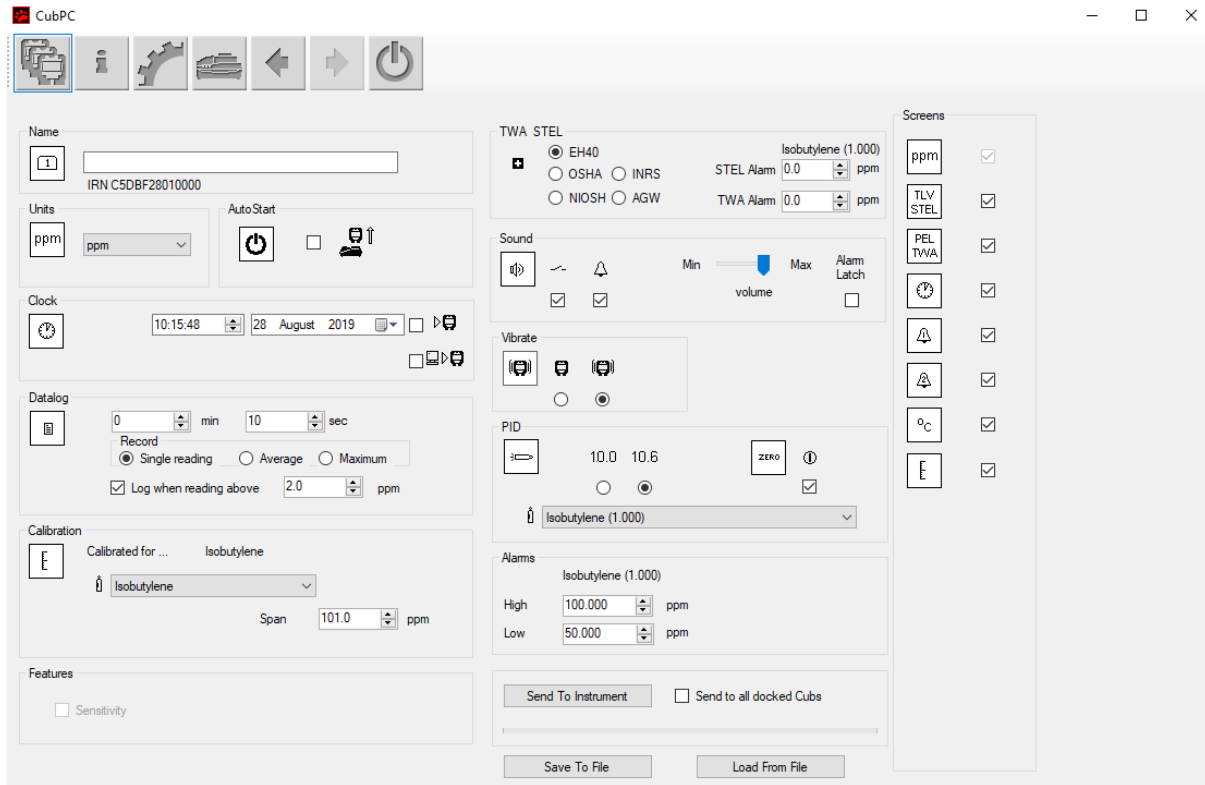 CubPC
Name
1
IRN C5DBF28010000
Units
ppm
ppm
AutoStart
Clock
10:15:48 28 August 2019
Datalog
0 min 10 sec
Record
Single reading Average Maximum
Log when reading above 2.0 ppm
Calibration
Calibrated for ... Isobutylene
Isobutylene
Span 101.0 ppm
Features
Sensitivity
TWA STEL
EH40
OSHA INRS
NIOSH AGW
Isobutylene (1.000)
STEL Alarm 0.0 ppm
TWA Alarm 0.0 ppm
Sound
Min Max
volume
Alarm
Latch
Vibrate
PID
10.0 10.6
ZERO
Isobutylene (1.000)
Alarms
Isobutylene (1.000)
High 100.000 ppm
Low 50.000 ppm
Send To Instrument Send to all docked Cubs
Save To File Load From File
Screens
ppm
TLV
STEL
PEL
TWA
1
2
°C